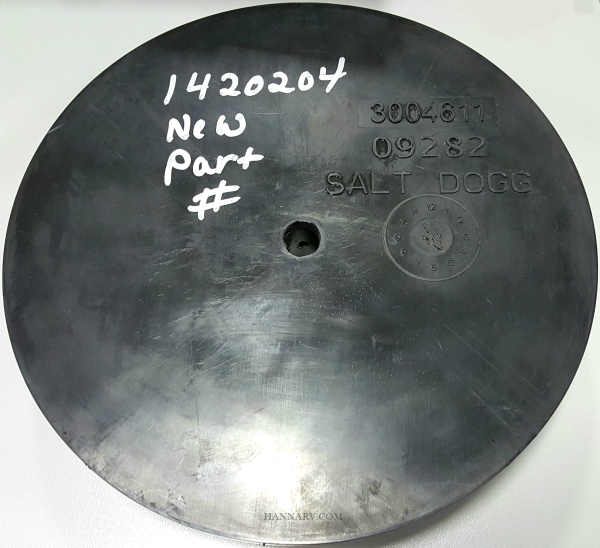 1420204
New
Part
#
3004611
09282
SALT DOGG
HANNARV.COM